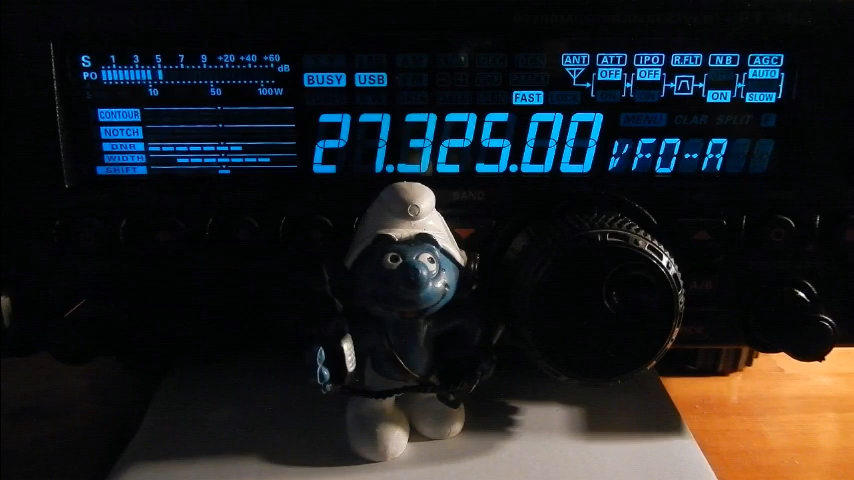 S 1 3 5 7 9 +20 +40 +60 dB
PO
10 50 100W
BUSY USB
FAST
ANT ATT IPO R.FLT NB AGC
OFF OFF AUTO
ON SLOW
CONTOUR
NOTCH
DNR
WIDTH
SHIFT
MENU CLAR SPLIT
27.325.00 VFO-A
BAND
A/B